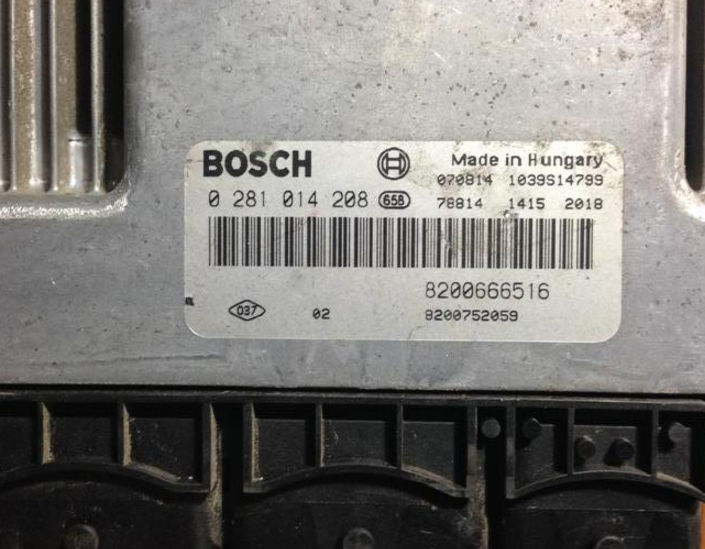 BOSCH
Made in Hungary
070814 1039S14799
0 281 014 208 658
78814 1415 2018
8200666516
037 02 8200752059